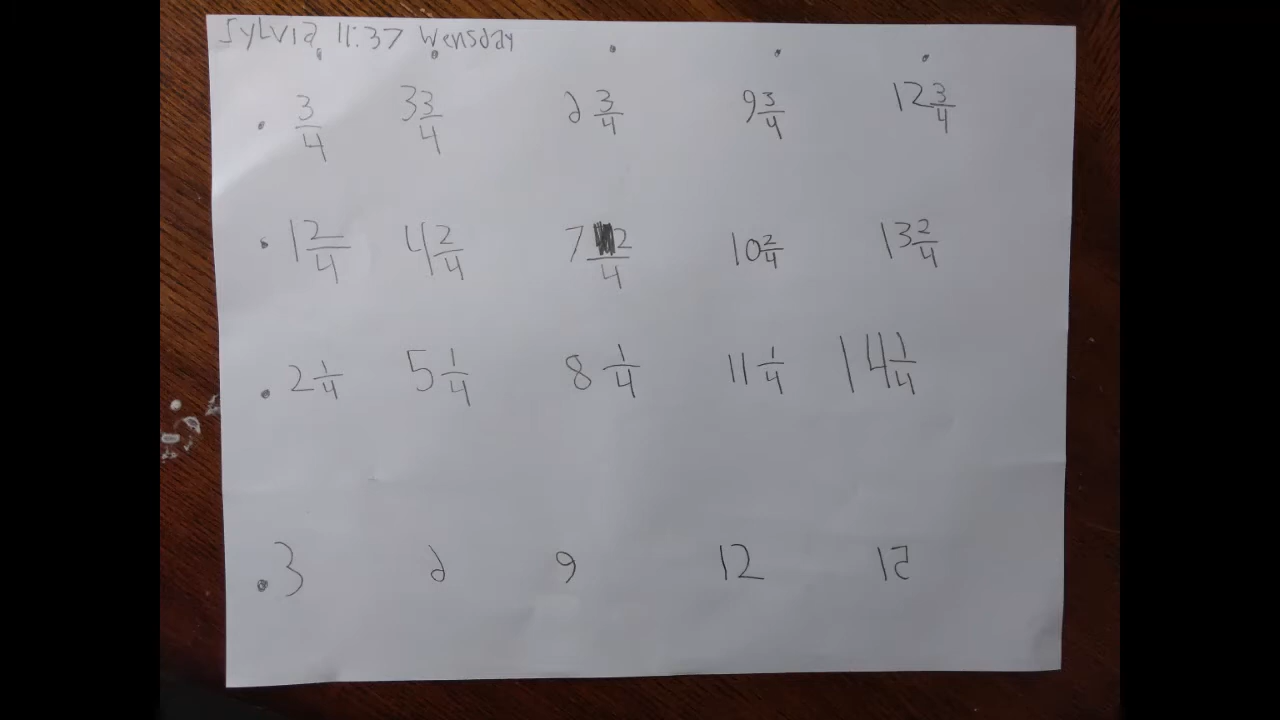 Sylvia 11:37 Wensday
3/4 3 3/4 6 3/4 9 3/4 12 3/4
1 2/4 4 2/4 7 2/4 10 2/4 13 2/4
2 1/4 5 1/4 8 1/4 11 1/4 14 1/4
3 6 9 12 15